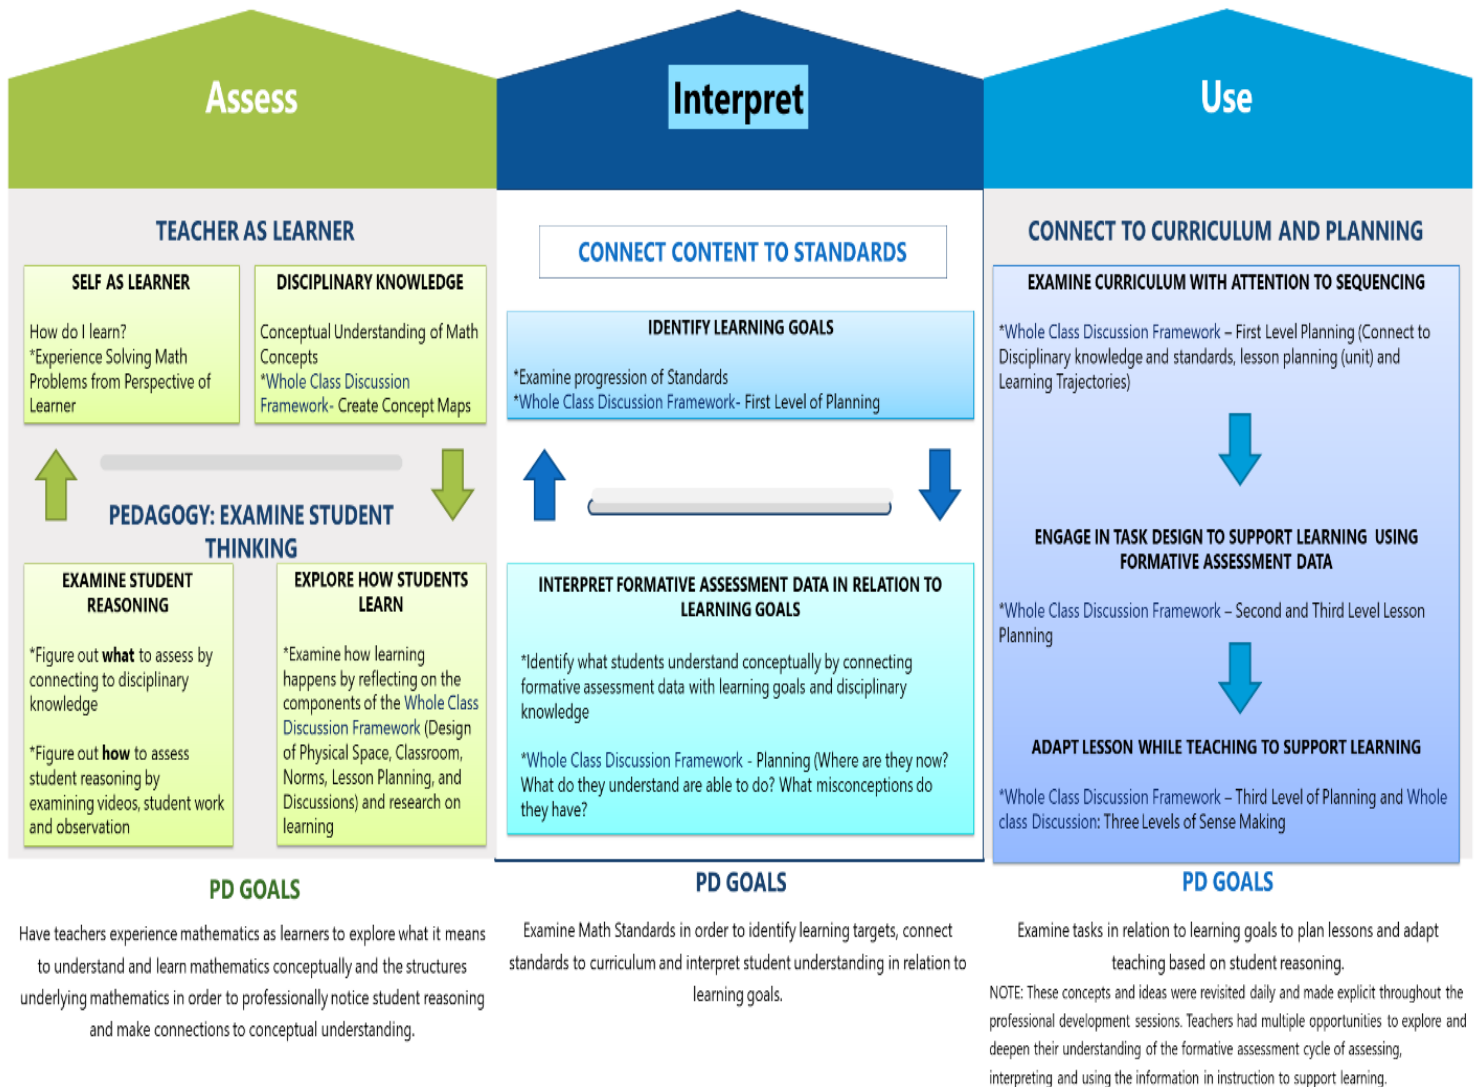 Assess
TEACHER AS LEARNER
SELF AS LEARNER
How do I learn?
*Experience Solving Math
Problems from Perspective of
Learner
DISCIPLINARY KNOWLEDGE
Conceptual Understanding of Math
Concepts
*Whole Class Discussion
Framework- Create Concept Maps
PEDAGOGY: EXAMINE STUDENT
THINKING
EXAMINE STUDENT
REASONING
*Figure out what to assess by
connecting to disciplinary
knowledge
*Figure out how to assess
student reasoning by
examining videos, student work
and observation
EXPLORE HOW STUDENTS
LEARN
*Examine how learning
happens by reflecting on the
components of the Whole Class
Discussion Framework (Design
of Physical Space, Classroom,
Norms, Lesson Planning, and
Discussions) and research on
learning
PD GOALS
Have teachers experience mathematics as learners to explore what it means
to understand and learn mathematics conceptually and the structures
underlying mathematics in order to professionally notice student reasoning
and make connections to conceptual understanding.
Interpret
CONNECT CONTENT TO STANDARDS
IDENTIFY LEARNING GOALS
*Examine progression of Standards
*Whole Class Discussion Framework- First Level of Planning
INTERPRET FORMATIVE ASSESSMENT DATA IN RELATION TO
LEARNING GOALS
*Identify what students understand conceptually by connecting
formative assessment data with learning goals and disciplinary
knowledge
*Whole Class Discussion Framework - Planning (Where are they now?
What do they understand are able to do? What misconceptions do
they have?
PD GOALS
Examine Math Standards in order to identify learning targets, connect
standards to curriculum and interpret student understanding in relation to
learning goals.
Use
CONNECT TO CURRICULUM AND PLANNING
EXAMINE CURRICULUM WITH ATTENTION TO SEQUENCING
*Whole Class Discussion Framework – First Level Planning (Connect to
Disciplinary knowledge and standards, lesson planning (unit) and
Learning Trajectories)
ENGAGE IN TASK DESIGN TO SUPPORT LEARNING USING
FORMATIVE ASSESSMENT DATA
*Whole Class Discussion Framework – Second and Third Level Lesson
Planning
ADAPT LESSON WHILE TEACHING TO SUPPORT LEARNING
*Whole Class Discussion Framework – Third Level of Planning and Whole
class Discussion: Three Levels of Sense Making
PD GOALS
Examine tasks in relation to learning goals to plan lessons and adapt
teaching based on student reasoning.
NOTE: These concepts and ideas were revisited daily and made explicit throughout the
professional development sessions. Teachers had multiple opportunities to explore and
deepen their understanding of the formative assessment cycle of assessing,
interpreting and using the information in instruction to support learning.